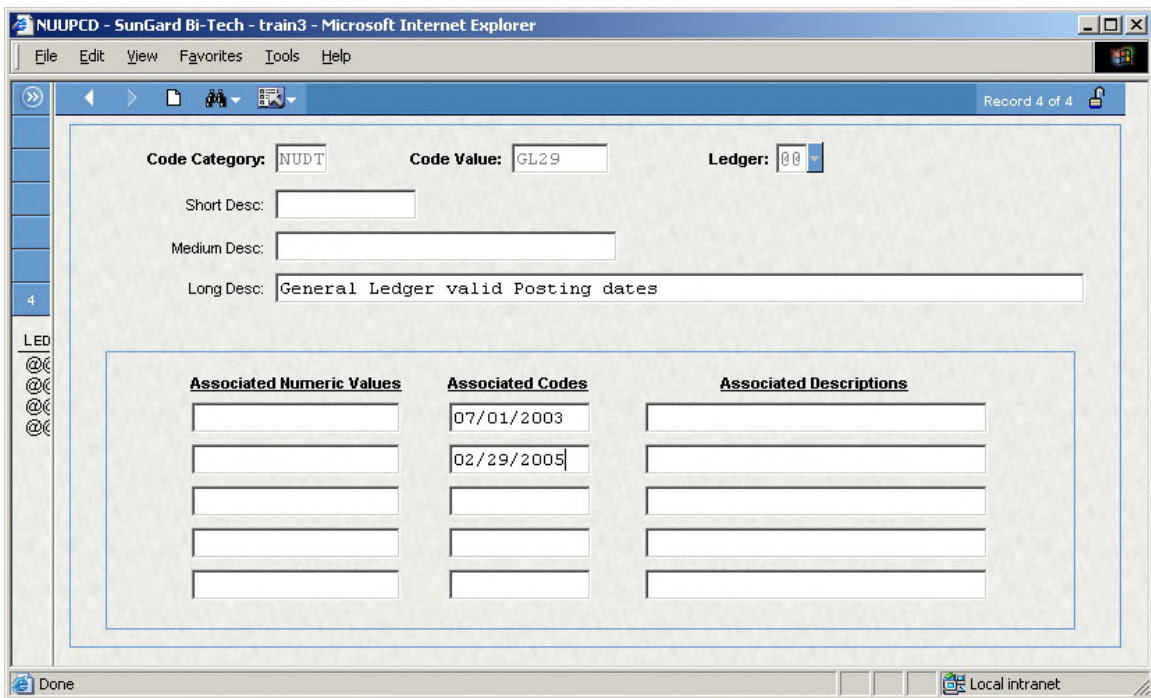 NUUPCD - SunGard Bi-Tech - train3 - Microsoft Internet Explorer
File Edit View Favorites Tools Help
Record 4 of 4
Code Category: NUDT Code Value: GL29 Ledger: @@
Short Desc:
Medium Desc:
4 Long Desc: General Ledger valid Posting dates
LED
@@
@@
@@
@@
Associated Numeric Values Associated Codes Associated Descriptions
07/01/2003
02/29/2005
Done Local intranet